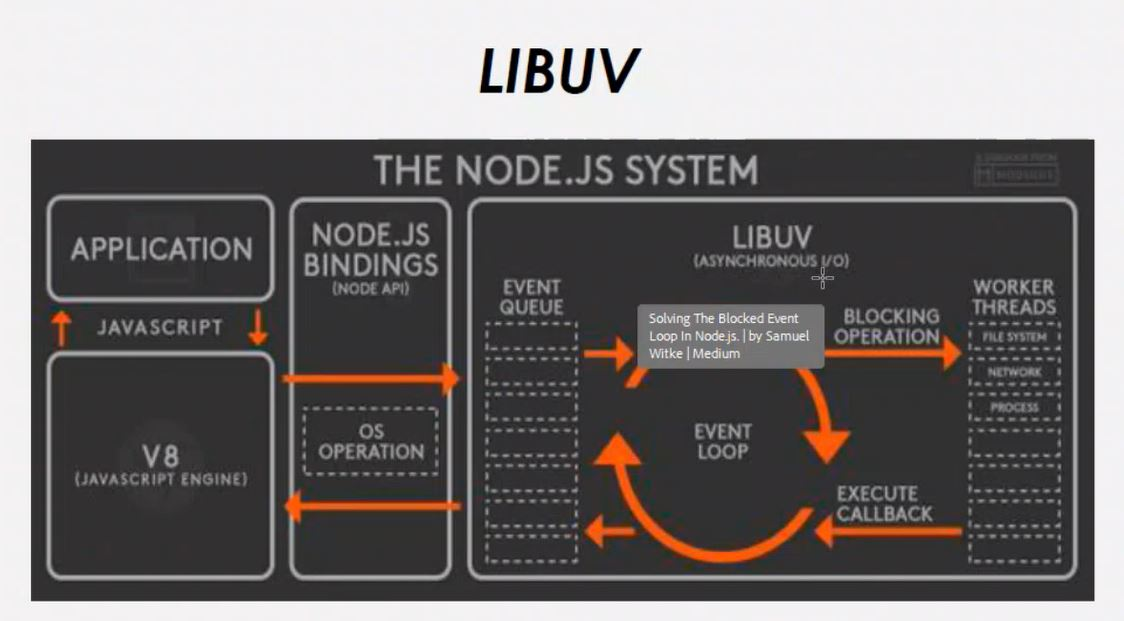 LIBUV
THE NODE.JS SYSTEM
APPLICATION
JAVASCRIPT
V8
(JAVASCRIPT ENGINE)
NODE.JS
BINDINGS
(NODE API)
OS
OPERATION
LIBUV
(ASYNCHRONOUS I/O)
EVENT
QUEUE
Solving The Blocked Event
Loop In Node.js. | by Samuel
Witke | Medium
EVENT
LOOP
BLOCKING
OPERATION
EXECUTE
CALLBACK
WORKER
THREADS
FILE SYSTEM
NETWORK
PROCESS